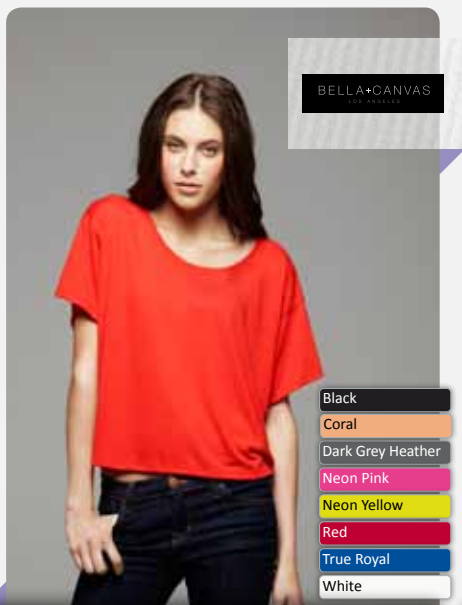 BELLA+CANVAS
LOS ANGELES
Black
Coral
Dark Grey Heather
Neon Pink
Neon Yellow
Red
True Royal
White